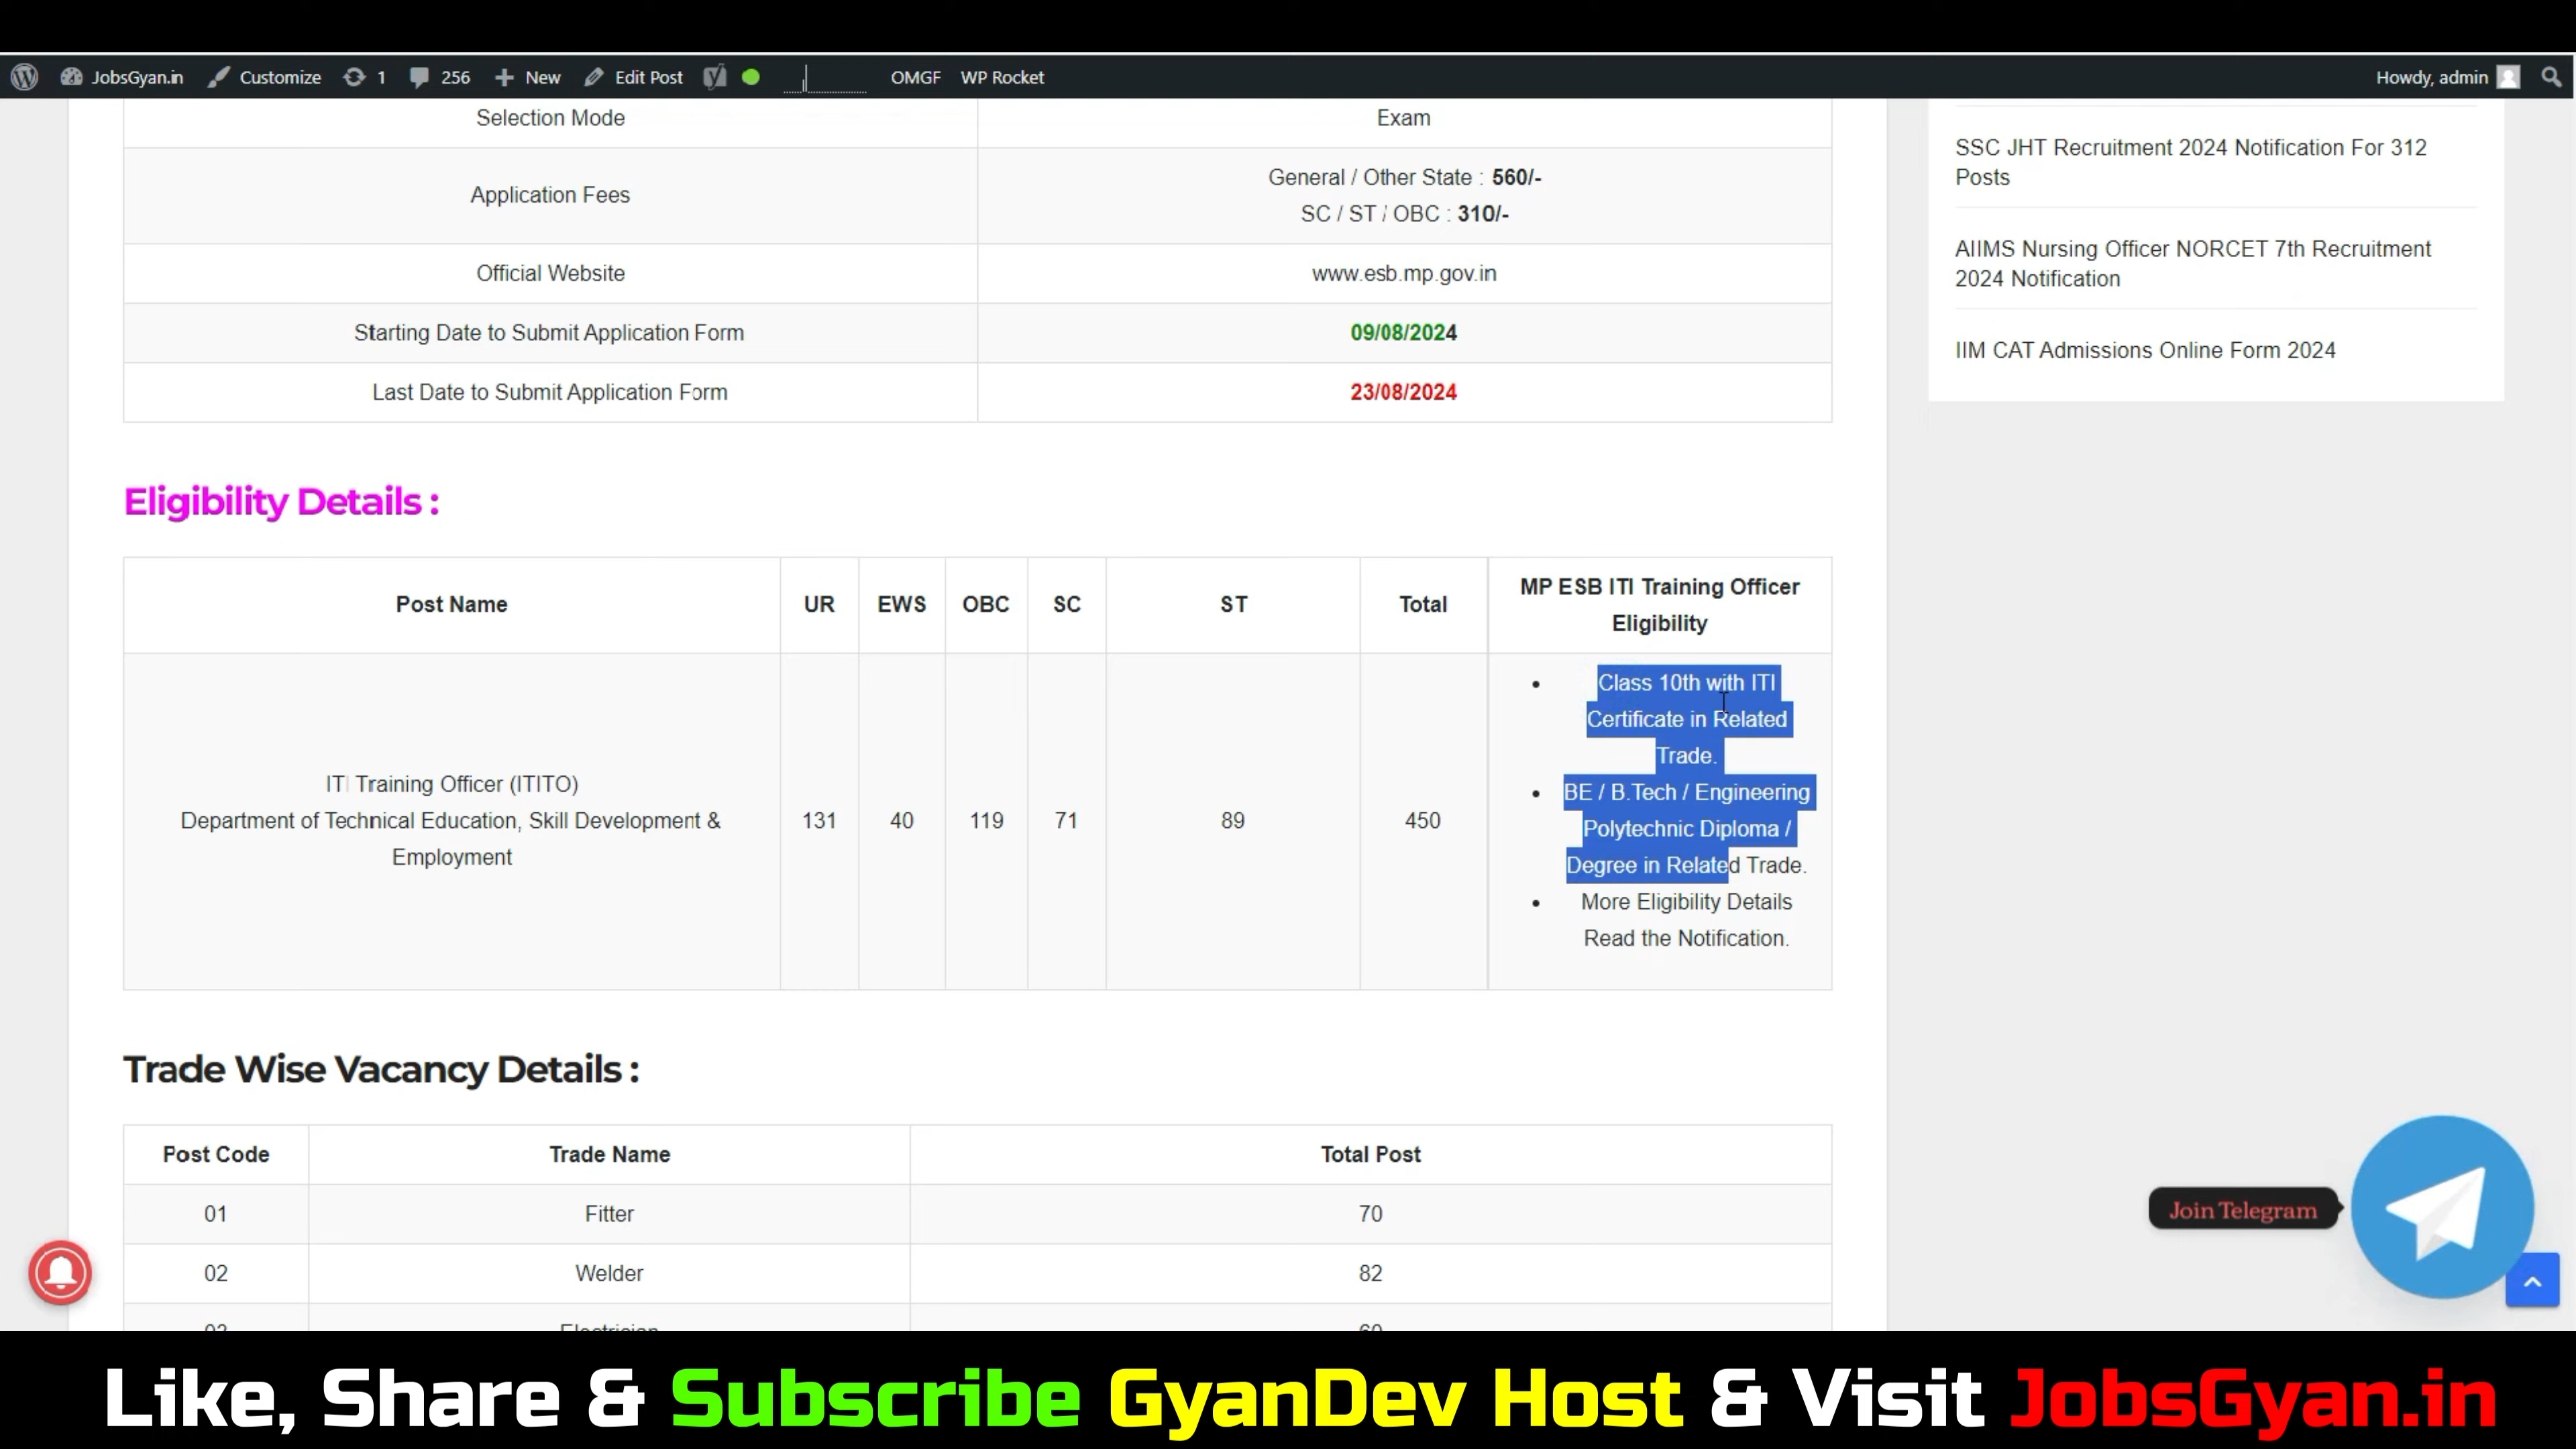 JobsGyan.in Customize 1 256 New Edit Post OMGF WP Rocket Howdy, admin
Selection Mode Exam
Application Fees General / Other State : 560/-
SC / ST / OBC : 310/-
Official Website www.esb.mp.gov.in
Starting Date to Submit Application Form 09/08/2024
Last Date to Submit Application Form 23/08/2024
SSC JHT Recruitment 2024 Notification For 312
Posts
AIIMS Nursing Officer NORCET 7th Recruitment
2024 Notification
IIM CAT Admissions Online Form 2024
Eligibility Details :
Post Name UR EWS OBC SC ST Total MP ESB ITI Training Officer
Eligibility
ITI Training Officer (ITITO)
Department of Technical Education, Skill Development &
Employment
131 40 119 71 89 450
• Class 10th with ITI
Certificate in Related
Trade.
• BE / B.Tech / Engineering
Polytechnic Diploma /
Degree in Related Trade.
• More Eligibility Details
Read the Notification.
Trade Wise Vacancy Details :
Post Code Trade Name Total Post
01 Fitter 70
02 Welder 82
03 Electrician 60
Join Telegram
Like, Share & Subscribe GyanDev Host & Visit JobsGyan.in